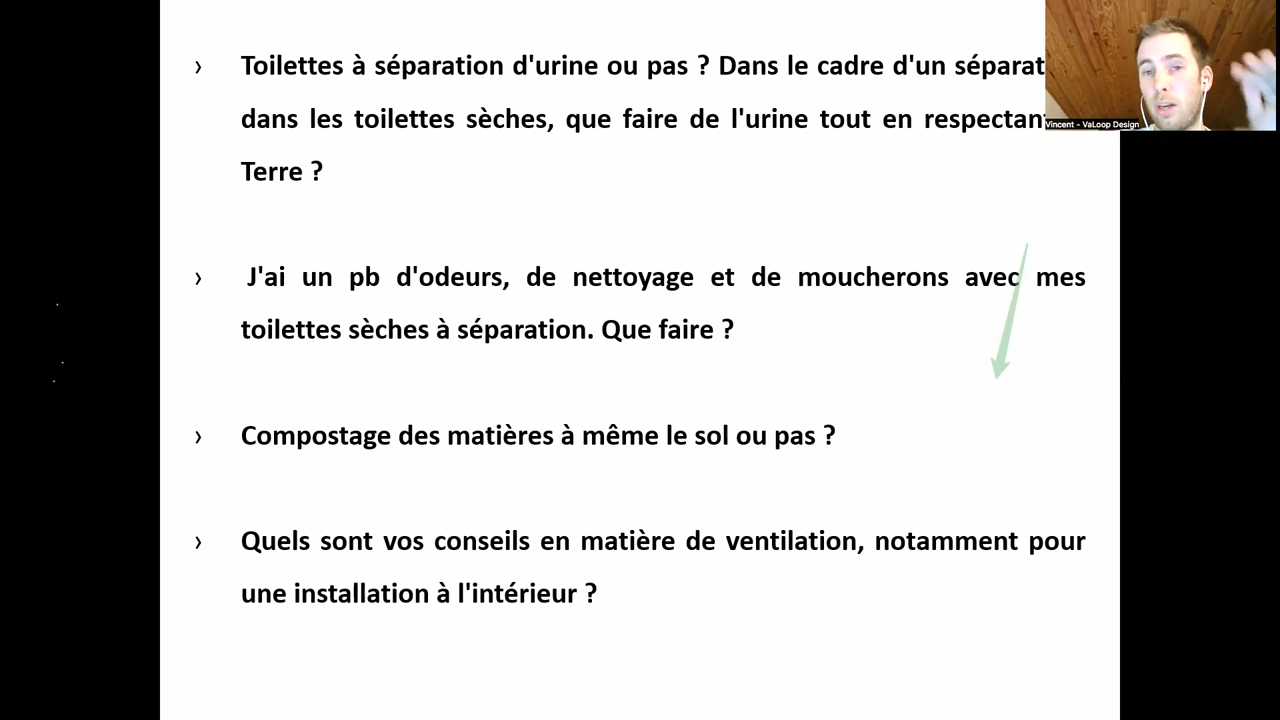 › Toilettes à séparation d'urine ou pas ? Dans le cadre d'un
dans les toilettes sèches, que faire de l'urine tout en
Terre ?
› J'ai un pb d'odeurs, de nettoyage et de moucherons avec mes
toilettes sèches à séparation. Que faire ?
› Compostage des matières à même le sol ou pas ?
› Quels sont vos conseils en matière de ventilation, notamment pour
une installation à l'intérieur ?
Vincent - VaLoop Design